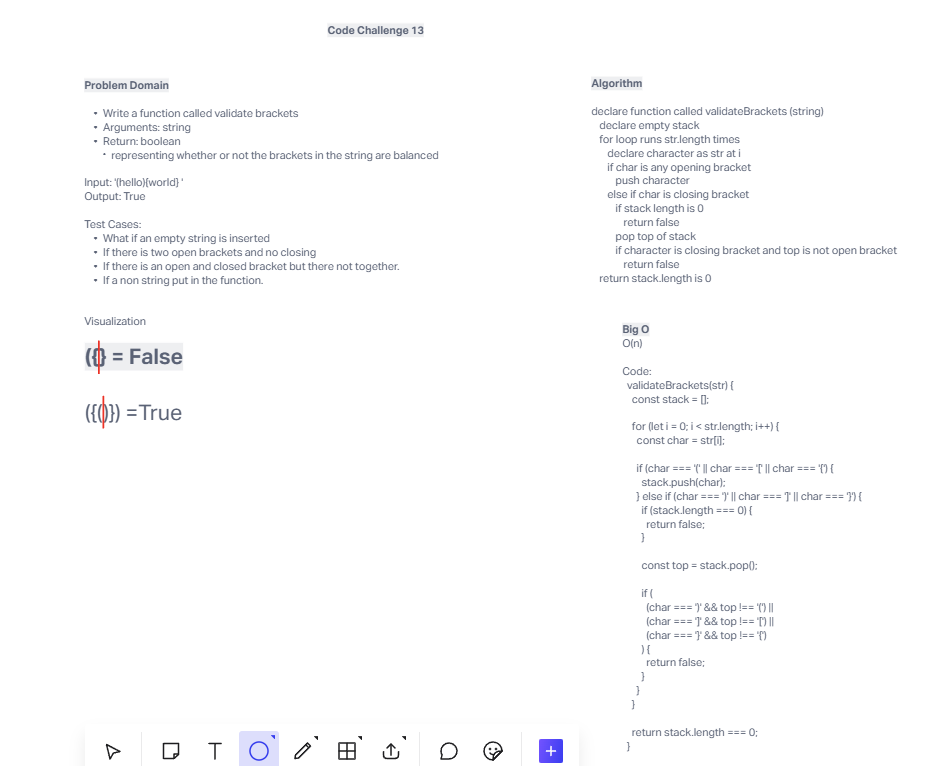 Code Challenge 13
Problem Domain
• Write a function called validate brackets
• Arguments: string
• Return: boolean
• representing whether or not the brackets in the string are balanced
Input: '(hello){world} '
Output: True
Test Cases:
• What if an empty string is inserted
• If there is two open brackets and no closing
• If there is an open and closed bracket but there not together.
• If a non string put in the function.
Visualization
({} = False
({()}) =True
Algorithm
declare function called validateBrackets (string)
declare empty stack
for loop runs str.length times
declare character as str at i
if char is any opening bracket
push character
else if char is closing bracket
if stack length is 0
return false
pop top of stack
if character is closing bracket and top is not open bracket
return false
return stack.length is 0
Big O
O(n)
Code:
validateBrackets(str) {
const stack = [];
for (let i = 0; i < str.length; i++) {
const char = str[i];
if (char === '(' || char === '[' || char === '{') {
stack.push(char);
} else if (char === ')' || char === ']' || char === '}') {
if (stack.length === 0) {
return false;
}
const top = stack.pop();
if (
(char === ')' && top !== '(') ||
(char === ']' && top !== '[') ||
(char === '}' && top !== '{')
) {
return false;
}
}
}
return stack.length === 0;
}
T